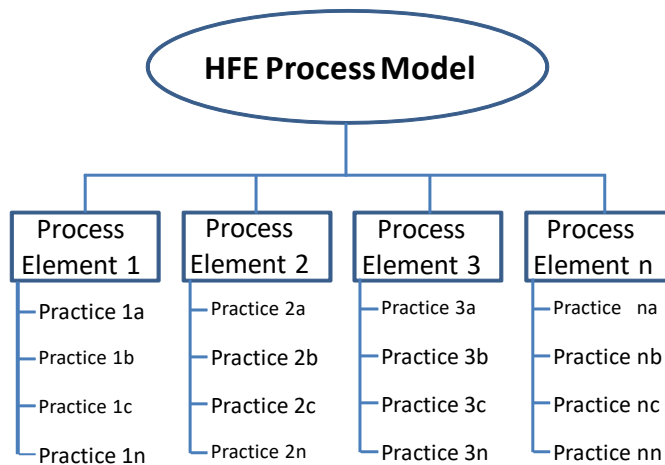 HFE Process Model
Process
Element 1
Process
Element 2
Process
Element 3
Process
Element n
Practice 1a
Practice 1b
Practice 1c
Practice 1n
Practice 2a
Practice 2b
Practice 2c
Practice 2n
Practice 3a
Practice 3b
Practice 3c
Practice 3n
Practice na
Practice nb
Practice nc
Practice nn